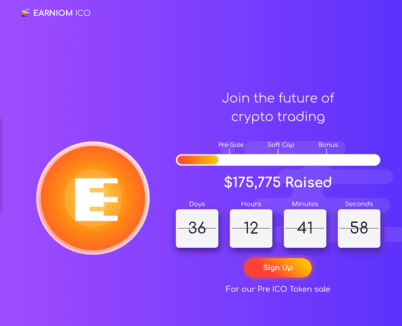 EARNIOM ICO
Join the future of
crypto trading
Pre-Sale Soft Cap Bonus
$175,775 Raised
Days Hours Minutes Seconds
36 12 41 58
Sign Up
For our Pre ICO Token sale
E